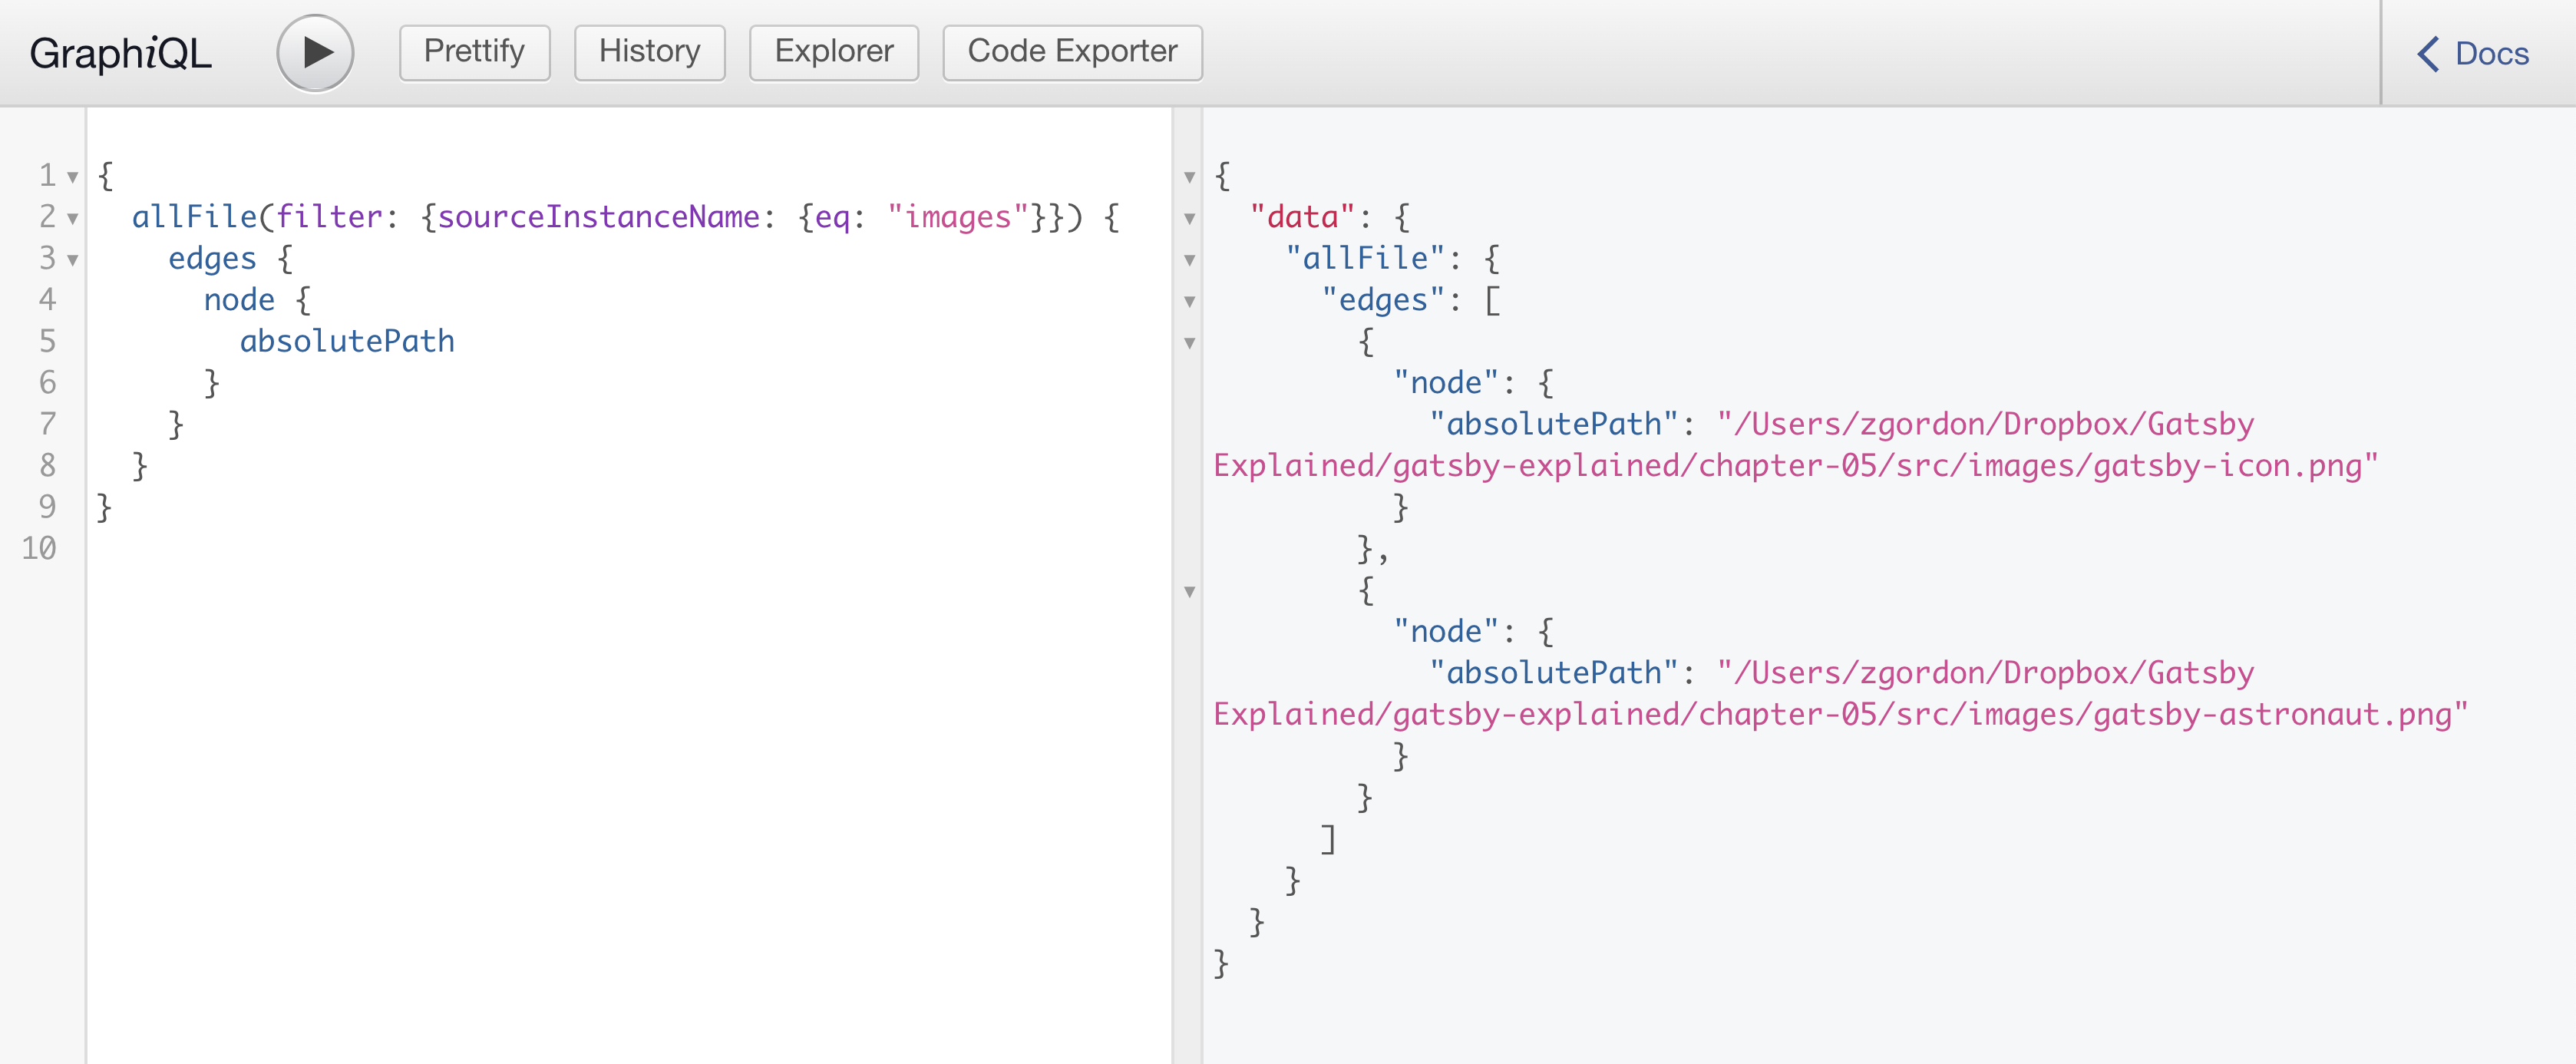 GraphiQL Prettify History Explorer Code Exporter Docs
1 {
2   allFile(filter: {sourceInstanceName: {eq: "images"}}) {
3     edges {
4       node {
5         absolutePath
6       }
7     }
8   }
9 }
10
{
  "data": {
    "allFile": {
      "edges": [
        {
          "node": {
            "absolutePath": "/Users/zgordon/Dropbox/Gatsby
Explained/gatsby-explained/chapter-05/src/images/gatsby-icon.png"
          }
        },
        {
          "node": {
            "absolutePath": "/Users/zgordon/Dropbox/Gatsby
Explained/gatsby-explained/chapter-05/src/images/gatsby-astronaut.png"
          }
        }
      ]
    }
  }
}